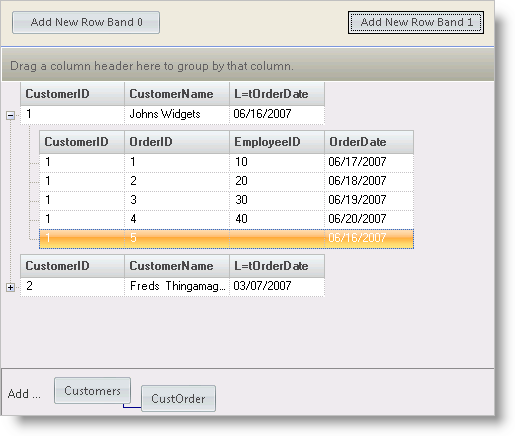 Add New Row Band 0 Add New Row Band 1
Drag a column header here to group by that column.
CustomerID CustomerName L=tOrderDate
1 Johns Widgets 06/16/2007
CustomerID OrderID EmployeeID OrderDate
1 1 10 06/17/2007
1 2 20 06/18/2007
1 3 30 06/19/2007
1 4 40 06/20/2007
1 5 06/16/2007
CustomerID CustomerName L=tOrderDate
2 Freds Thingamag... 03/07/2007
Add ... Customers
CustOrder